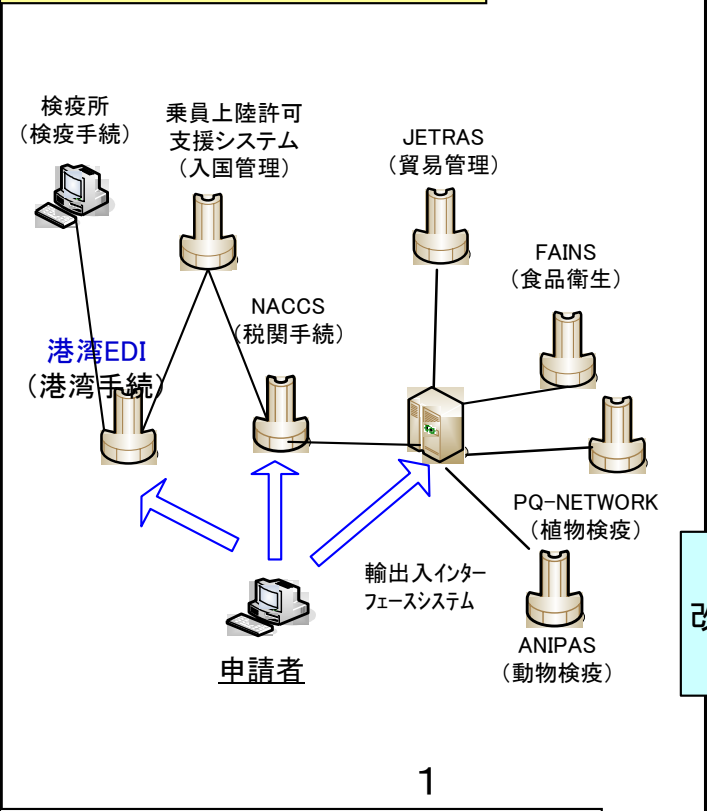 検疫所
（検疫手続）
乗員上陸許可
支援システム
（入国管理）
JETRAS
（貿易管理）
FAINS
（食品衛生）
NACCS
（税関手続）
港湾EDI
（港湾手続）
PQ-NETWORK
（植物検疫）
輸出入インター
フェースシステム
ANIPAS
（動物検疫）
申請者
1